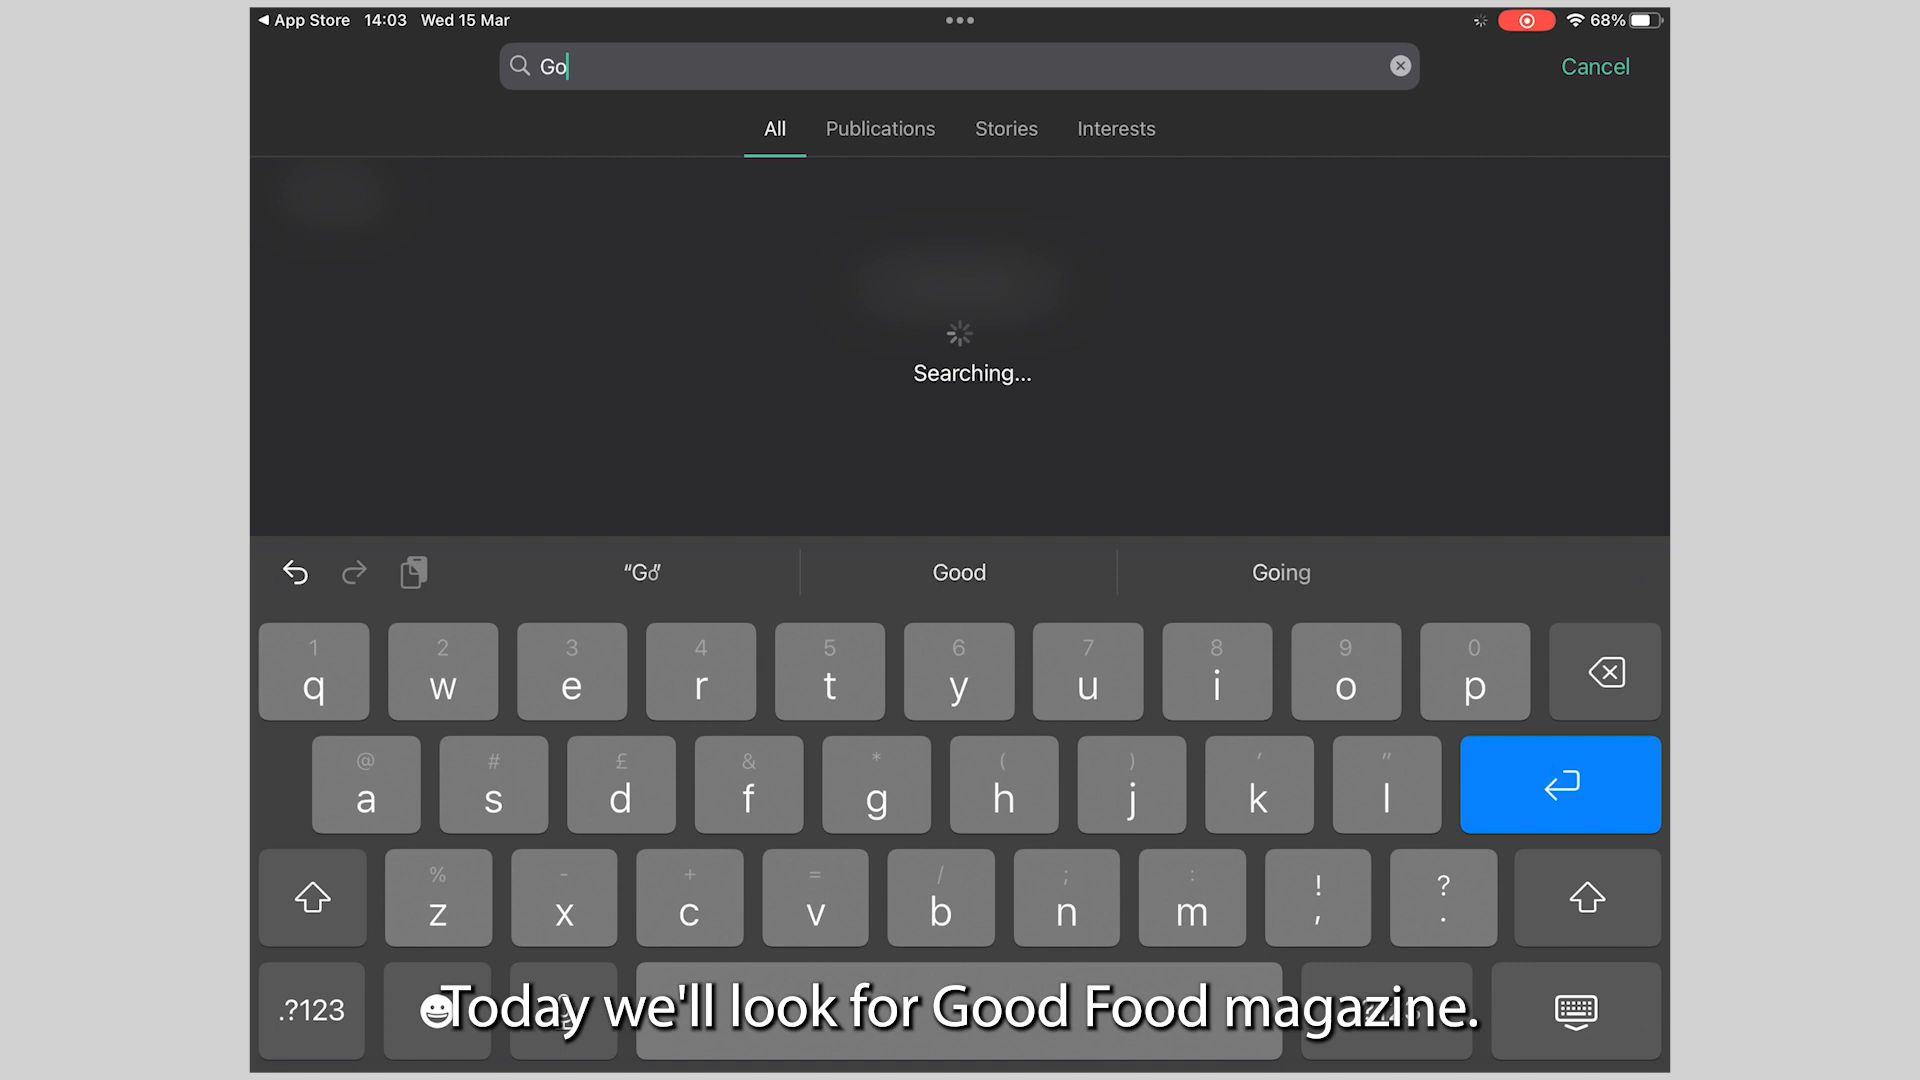 ◀ App Store 14:03 Wed 15 Mar
68%
Go
Cancel
All Publications Stories Interests
Searching...
“Go” Good Going
1 2 3 4 5 6 7 8 9 0
q w e r t y u i o p
@ # £ & * ( ) ' "
a s d f g h j k l
% - + = / ; : ! ?
z x c v b n m , .
.?123
Today we'll look for Good Food magazine.